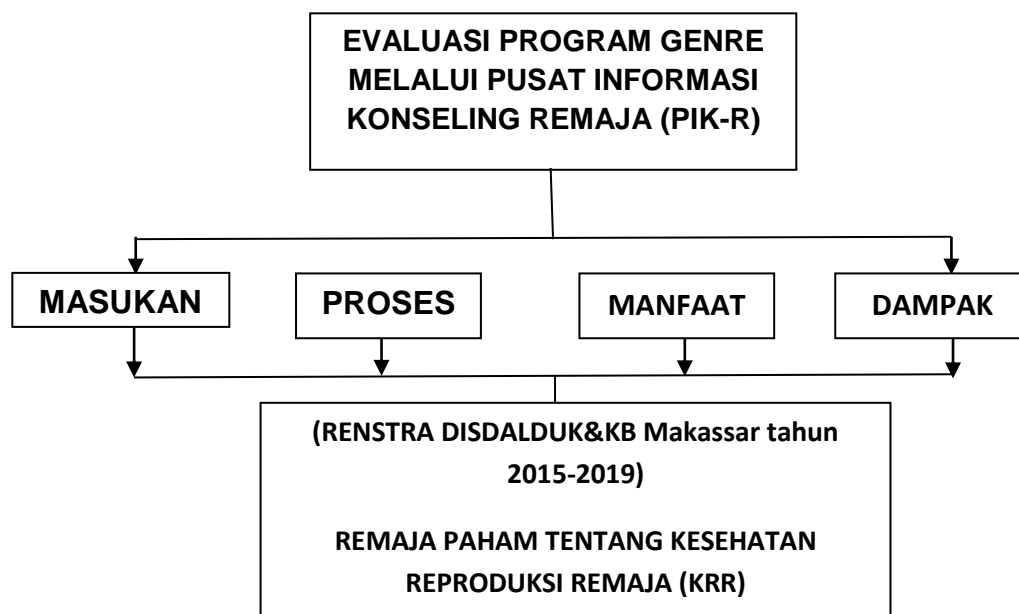 EVALUASI PROGRAM GENRE
MELALUI PUSAT INFORMASI
KONSELING REMAJA (PIK-R)
MASUKAN
PROSES
MANFAAT
DAMPAK
(RENSTRA DISDALDUK&KB Makassar tahun
2015-2019)
REMAJA PAHAM TENTANG KESEHATAN
REPRODUKSI REMAJA (KRR)